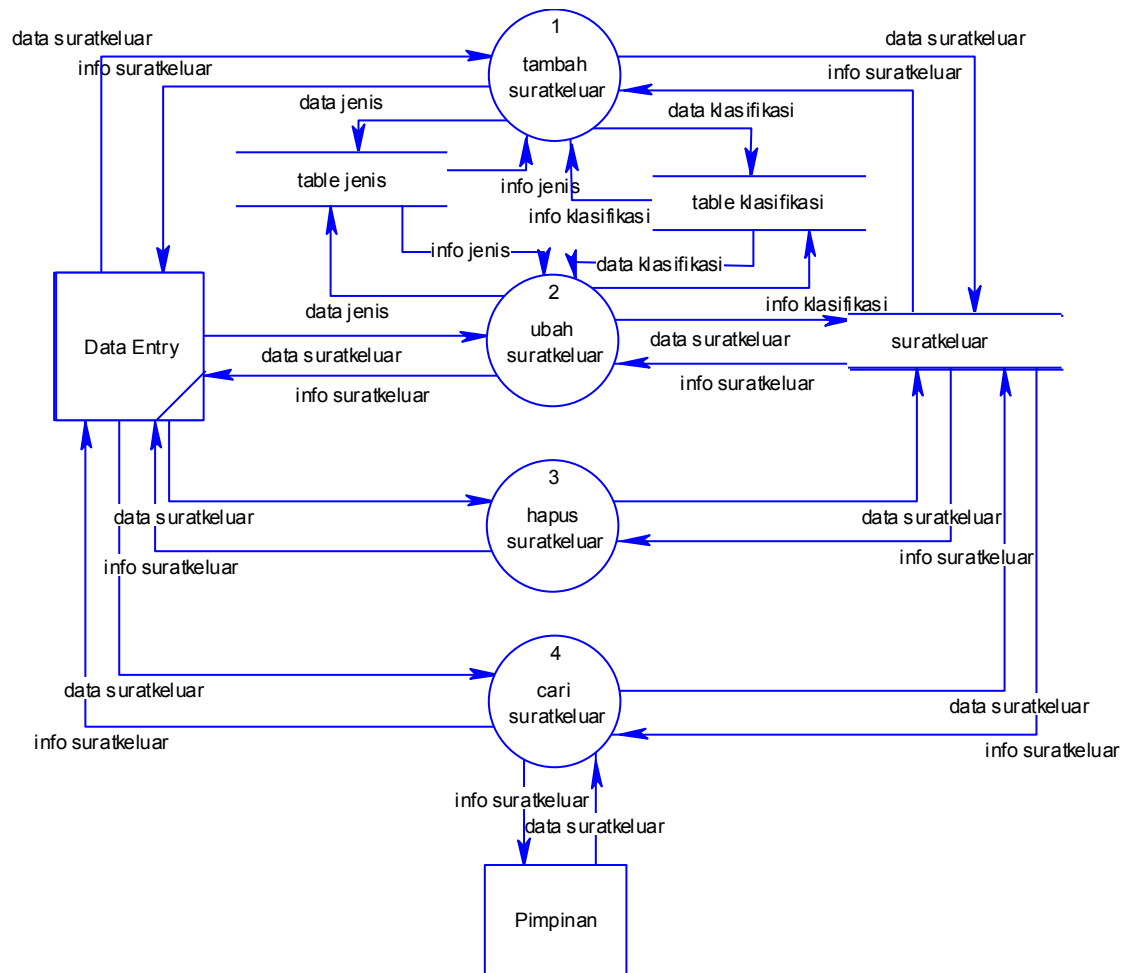 1
tambah
suratkeluar
data suratkeluar
info suratkeluar
data suratkeluar
info suratkeluar
data jenis
data klasifikasi
table jenis
info jenis
table klasifikasi
info klasifikasi
info jenis
data klasifikasi
2
ubah
suratkeluar
data jenis
info klasifikasi
Data Entry
data suratkeluar
info suratkeluar
data suratkeluar
info suratkeluar
suratkeluar
3
hapus
suratkeluar
data suratkeluar
info suratkeluar
data suratkeluar
info suratkeluar
4
cari
suratkeluar
data suratkeluar
info suratkeluar
data suratkeluar
info suratkeluar
info suratkeluar
data suratkeluar
Pimpinan